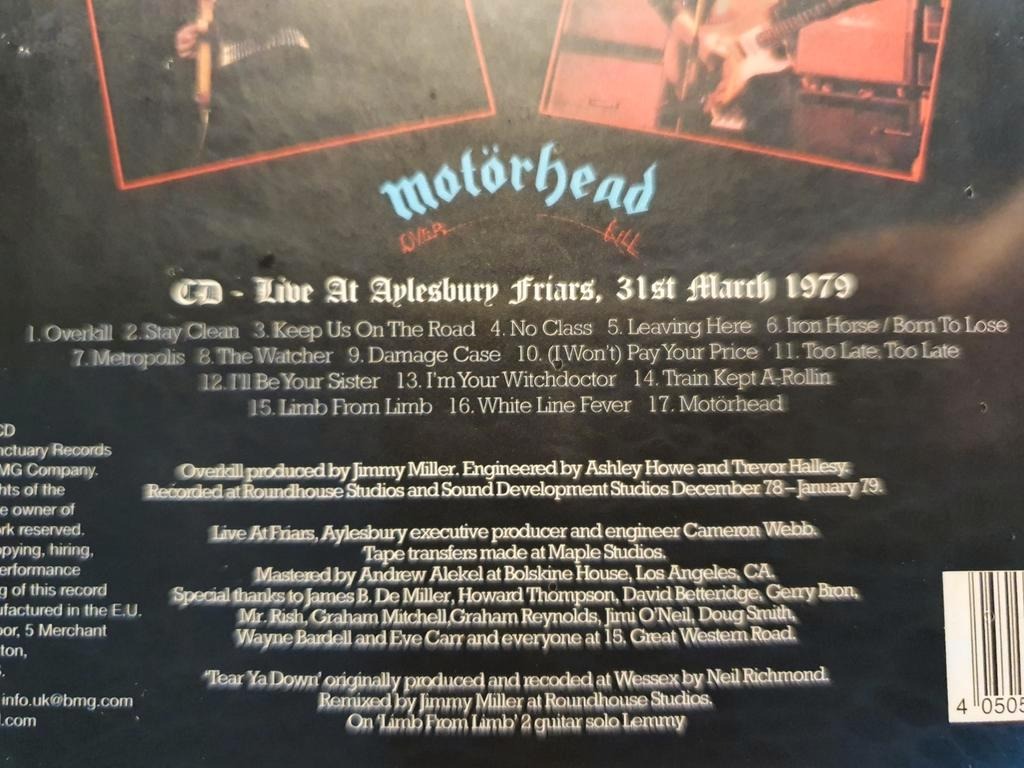 motörhead
OVER KILL
CD - Live At Aylesbury Friars, 31st March 1979
1. Overkill 2. Stay Clean 3. Keep Us On The Road 4. No Class 5. Leaving Here 6. Iron Horse / Born To Lose
7. Metropolis 8. The Watcher 9. Damage Case 10. (I Won't) Pay Your Price 11. Too Late, Too Late
12. I'll Be Your Sister 13. I'm Your Witchdoctor 14. Train Kept A-Rollin
15. Limb From Limb 16. White Line Fever 17. Motörhead
Overkill produced by Jimmy Miller. Engineered by Ashley Howe and Trevor Hallesy.
Recorded at Roundhouse Studios and Sound Development Studios December 78 – January 79.
Live At Friars, Aylesbury executive producer and engineer Cameron Webb.
Tape transfers made at Maple Studios.
Mastered by Andrew Alekel at Bolskine House, Los Angeles, CA.
Special thanks to James B. De Miller, Howard Thompson, David Betteridge, Gerry Bron,
Mr. Rish, Graham Mitchell, Graham Reynolds, Jimi O'Neil, Doug Smith,
Wayne Bardell and Eve Carr and everyone at 15. Great Western Road.
'Tear Ya Down' originally produced and recoded at Wessex by Neil Richmond.
Remixed by Jimmy Miller at Roundhouse Studios.
On 'Limb From Limb' 2 guitar solo Lemmy
CD
nctuary Records
MG Company.
hts of the
e owner of
rk reserved.
opying, hiring,
erformance
g of this record
ufactured in the E.U.
oor, 5 Merchant
ton,
info.uk@bmg.com
.com
4 0505